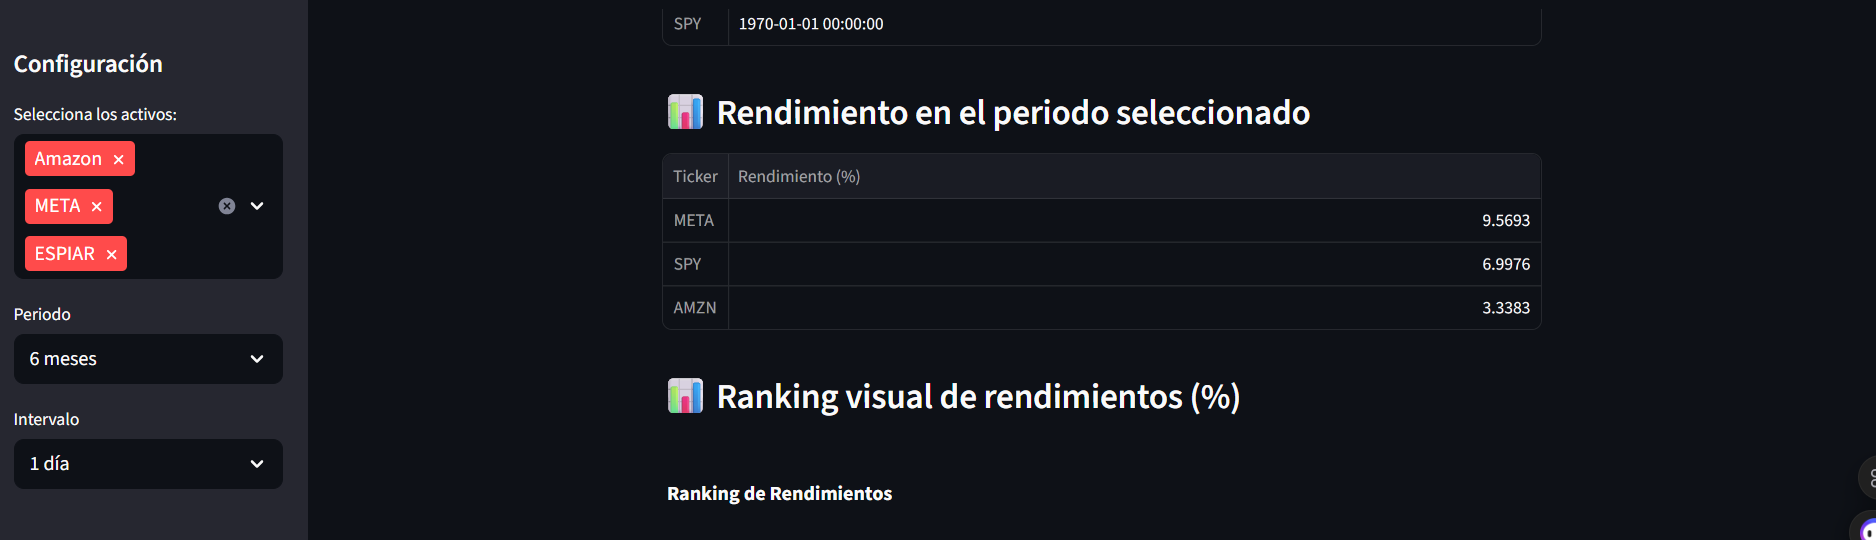 Configuración
Selecciona los activos:
Amazon
META
ESPIAR
Periodo
6 meses
Intervalo
1 día
SPY 1970-01-01 00:00:00
Rendimiento en el periodo seleccionado
Ticker Rendimiento (%)
META 9.5693
SPY 6.9976
AMZN 3.3383
Ranking visual de rendimientos (%)
Ranking de Rendimientos